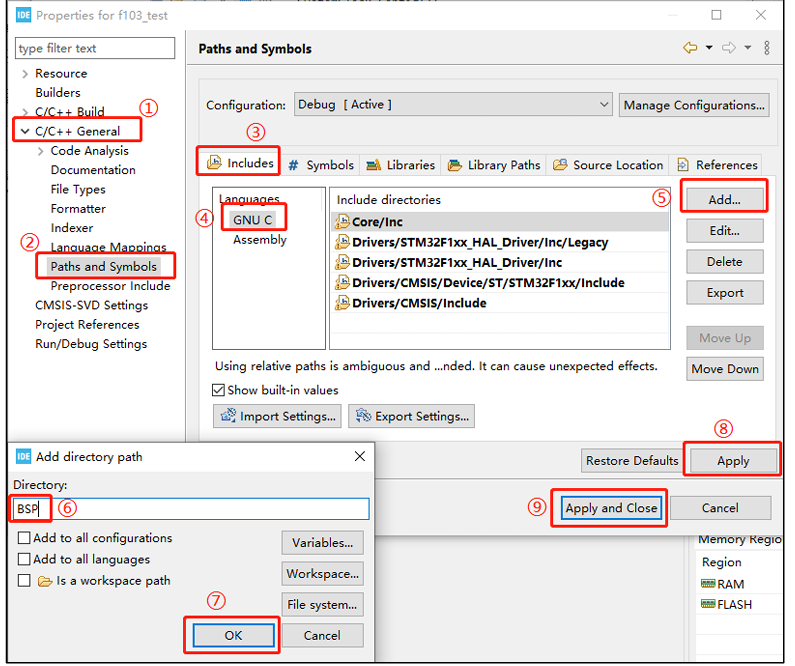 IDE Properties for f103_test
type filter text
Paths and Symbols
Resource
Builders
C/C++ Build
①
C/C++ General
Code Analysis
Documentation
File Types
Formatter
Indexer
②
Language Mappings
Paths and Symbols
Preprocessor Include
CMSIS-SVD Settings
Project References
Run/Debug Settings
Configuration:
Debug [ Active ]
Manage Configurations...
③
Includes
# Symbols
Libraries
Library Paths
Source Location
References
Languages
④
GNU C
Assembly
Include directories
Core/Inc
Drivers/STM32F1xx_HAL_Driver/Inc/Legacy
Drivers/STM32F1xx_HAL_Driver/Inc
Drivers/CMSIS/Device/ST/STM32F1xx/Include
Drivers/CMSIS/Include
⑤
Add...
Edit...
Delete
Export
Move Up
Move Down
Using relative paths is ambiguous and ...nded. It can cause unexpected effects.
Show built-in values
Import Settings...
Export Settings...
⑧
Restore Defaults
Apply
⑨
Apply and Close
Cancel
IDE Add directory path
Directory:
BSP
⑥
Add to all configurations
Add to all languages
Is a workspace path
Variables...
Workspace...
File system...
⑦
OK
Cancel
Memory Regio
Region
RAM
FLASH